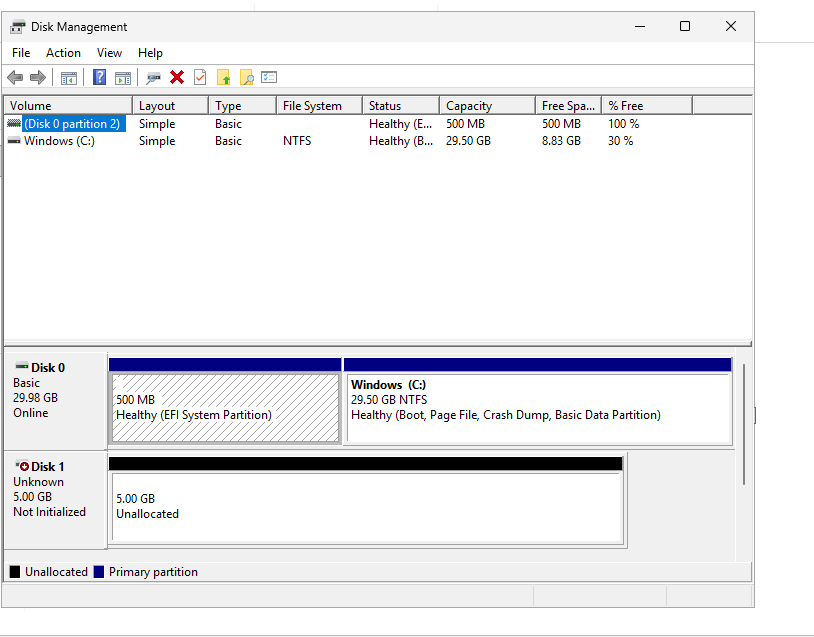 Disk Management
File Action View Help
Volume Layout Type File System Status Capacity Free Spa... % Free
(Disk 0 partition 2) Simple Basic Healthy (E... 500 MB 500 MB 100 %
Windows (C:) Simple Basic NTFS Healthy (B... 29.50 GB 8.83 GB 30 %
Disk 0
Basic
29.98 GB
Online
500 MB
Healthy (EFI System Partition)
Windows (C:)
29.50 GB NTFS
Healthy (Boot, Page File, Crash Dump, Basic Data Partition)
Disk 1
Unknown
5.00 GB
Not Initialized
5.00 GB
Unallocated
Unallocated Primary partition